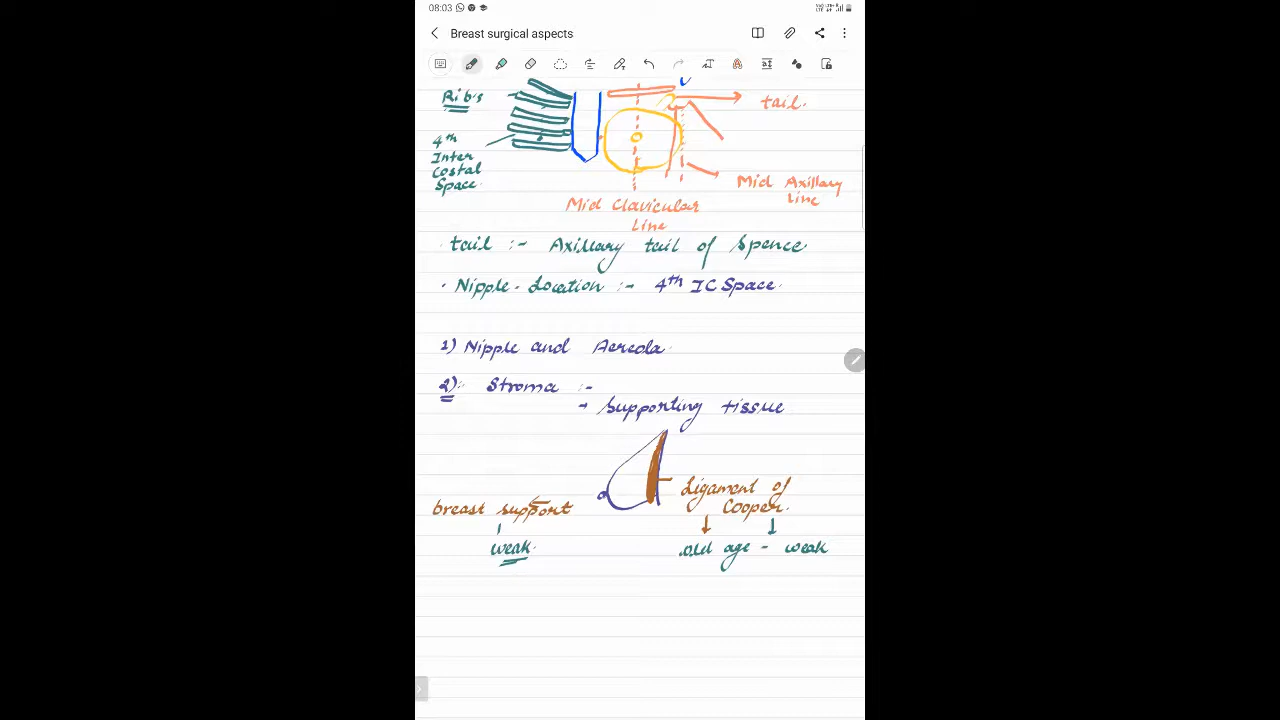 08:03
Breast surgical aspects
Rib's
tail.
4th
Inter
Costal
Space
Mid Axillary
Line
Mid Clavicular
Line
tail :- Axillary tail of Spence
Nipple - Location :- 4th IC Space
1) Nipple and Aereola
2) Stroma :-
→ Supporting tissue
Ligament of
Cooper
breast support
weak
old age - weak